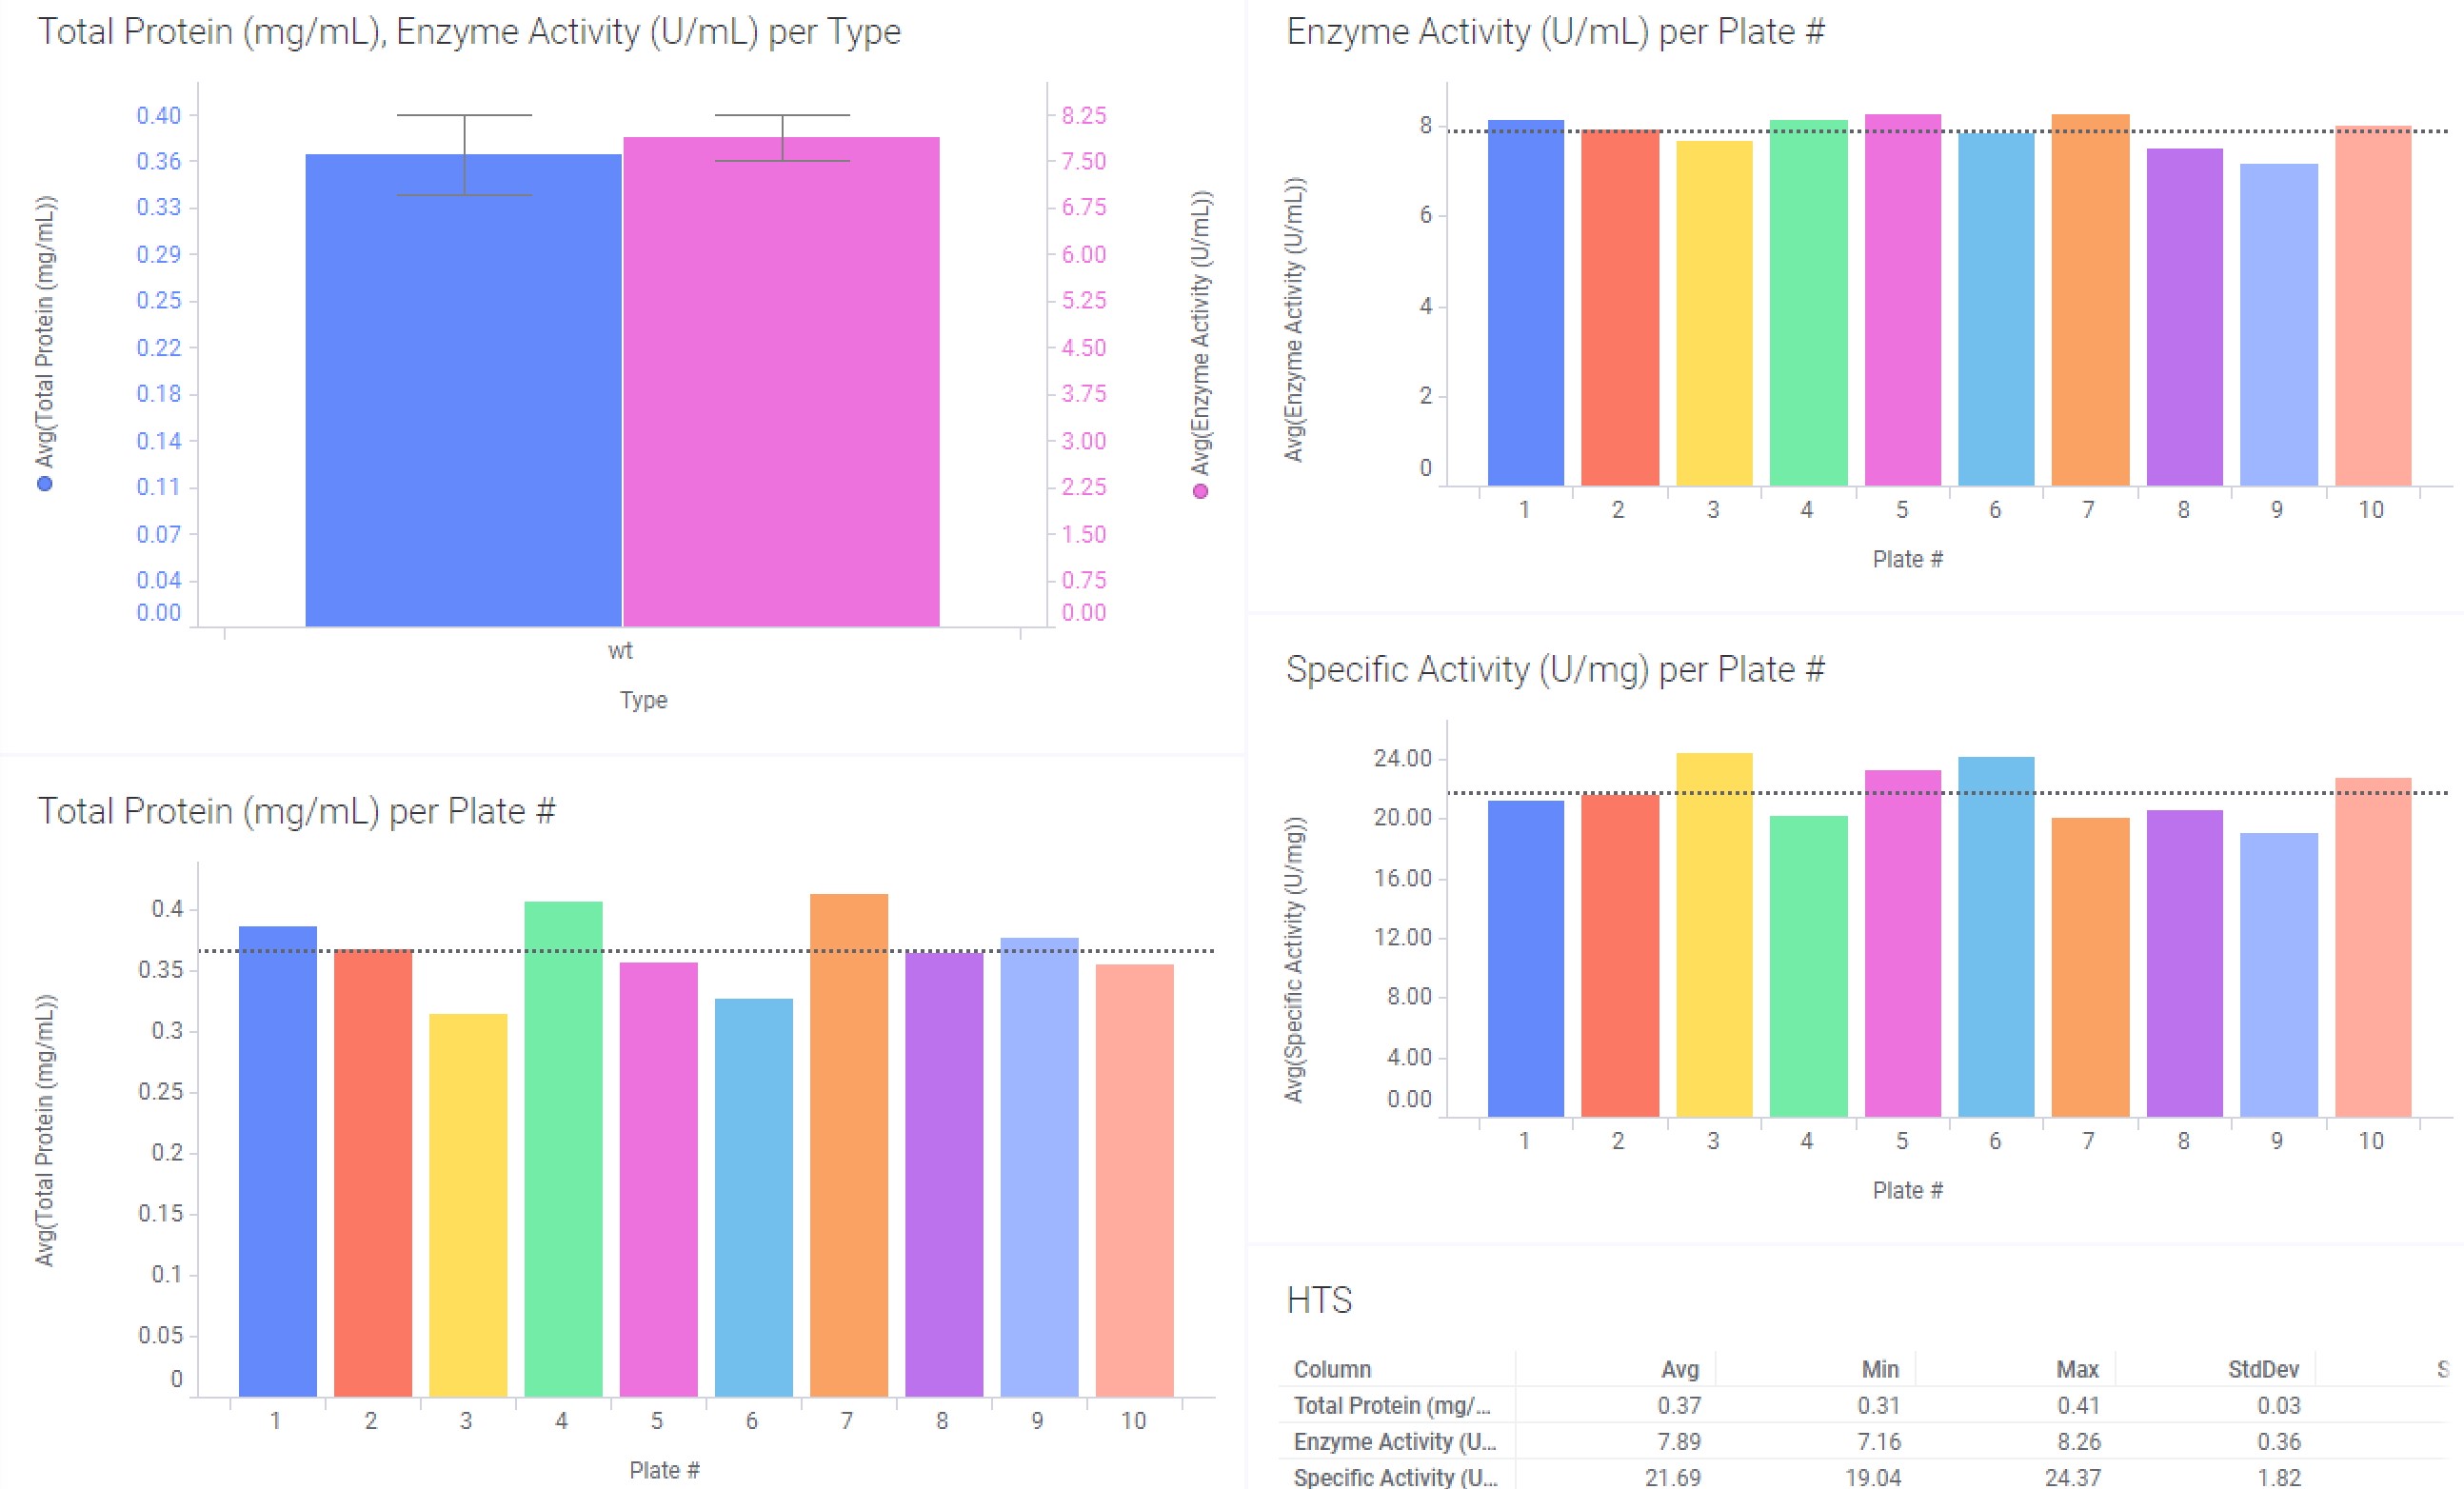 Total Protein (mg/mL), Enzyme Activity (U/mL) per Type
Avg(Total Protein (mg/mL))
0.40
0.36
0.33
0.29
0.25
0.22
0.18
0.14
0.11
0.07
0.04
0.00
8.25
7.50
6.75
6.00
5.25
4.50
3.75
3.00
2.25
1.50
0.75
0.00
Avg(Enzyme Activity (U/mL))
wt
Type
Total Protein (mg/mL) per Plate #
Avg(Total Protein (mg/mL))
0.4
0.35
0.3
0.25
0.2
0.15
0.1
0.05
0
1 2 3 4 5 6 7 8 9 10
Plate #
Enzyme Activity (U/mL) per Plate #
Avg(Enzyme Activity (U/mL))
8
6
4
2
0
1 2 3 4 5 6 7 8 9 10
Plate #
Specific Activity (U/mg) per Plate #
Avg(Specific Activity (U/mg))
24.00
20.00
16.00
12.00
8.00
4.00
0.00
1 2 3 4 5 6 7 8 9 10
Plate #
HTS
Column Avg Min Max StdDev S
Total Protein (mg/... 0.37 0.31 0.41 0.03
Enzyme Activity (U... 7.89 7.16 8.26 0.36
Specific Activity (U... 21.69 19.04 24.37 1.82